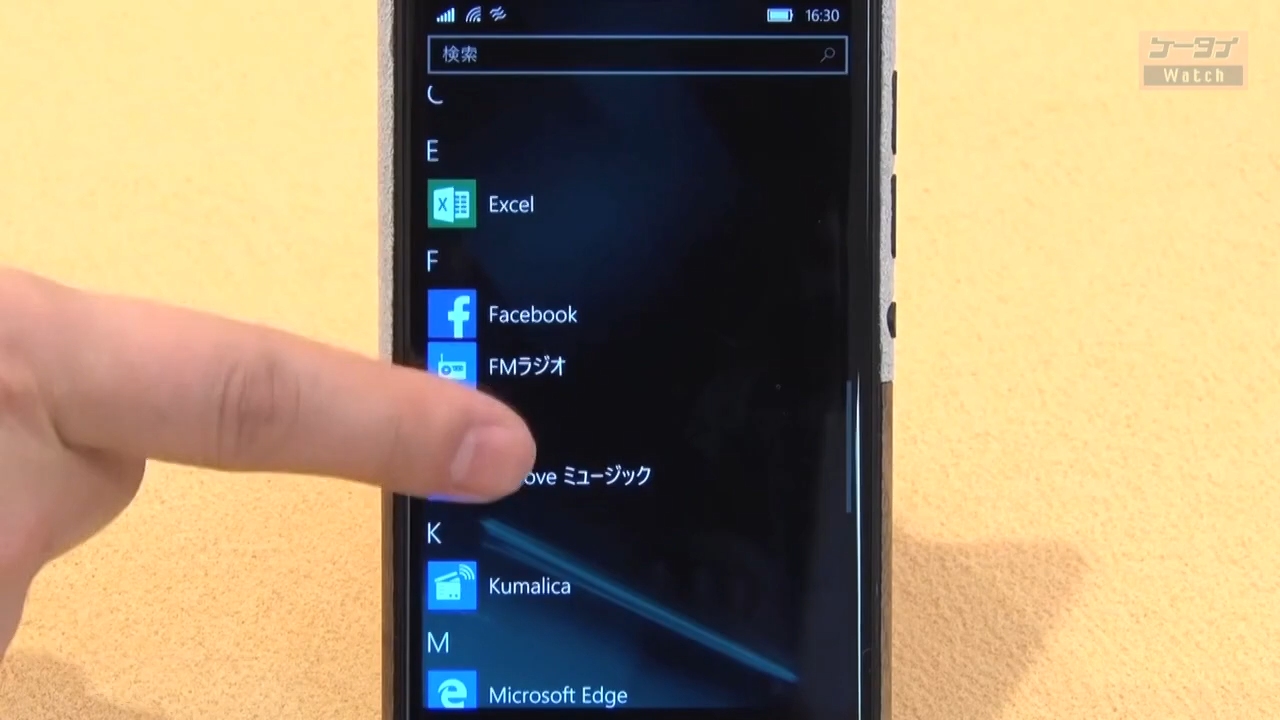 16:30
ケータイ
Watch
検索
C
E
Excel
F
Facebook
FMラジオ
ove ミュージック
K
Kumalica
M
Microsoft Edge